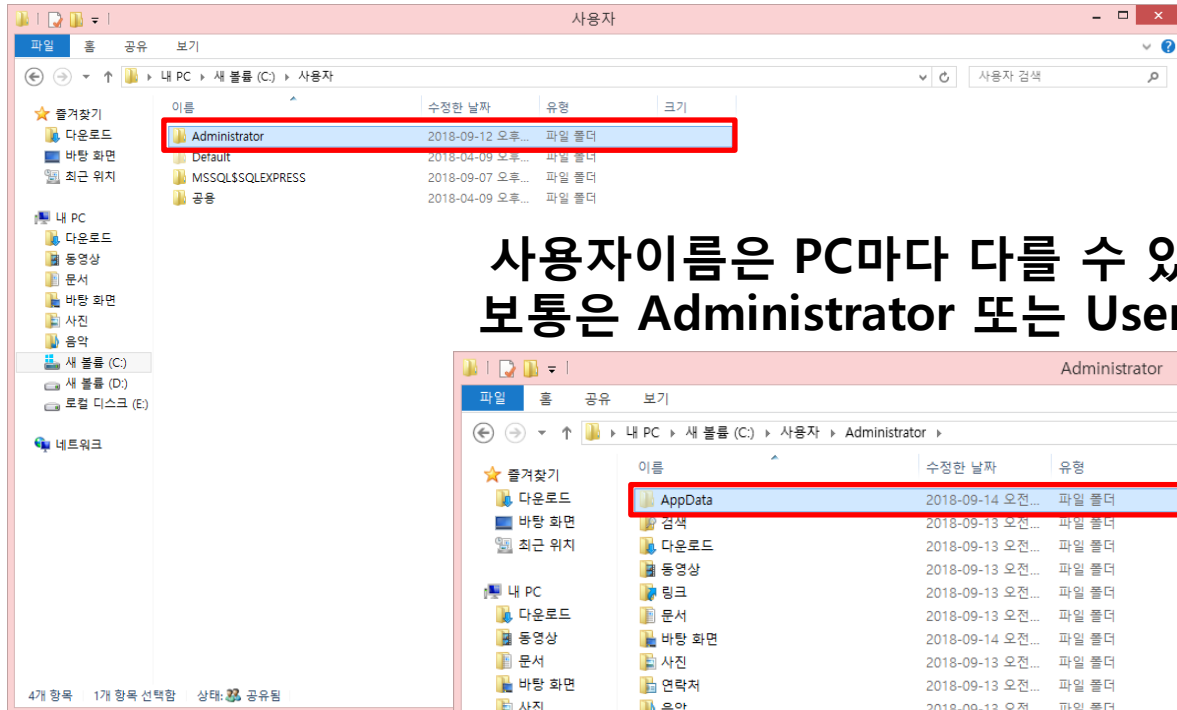 사용자
파일 홈 공유 보기
내 PC 새 볼륨 (C:) 사용자
사용자 검색
이름 수정한 날짜 유형 크기
Administrator 2018-09-12 오후... 파일 폴더
Default 2018-04-09 오후... 파일 폴더
MSSQL$SQLEXPRESS 2018-09-07 오후... 파일 폴더
공용 2018-04-09 오후... 파일 폴더
즐겨찾기
다운로드
바탕 화면
최근 위치
내 PC
다운로드
동영상
문서
바탕 화면
사진
음악
새 볼륨 (C:)
새 볼륨 (D:)
로컬 디스크 (E:)
네트워크
4개 항목 1개 항목 선택함 상태: 공유됨
사용자이름은 PC마다 다를 수 있
보통은 Administrator 또는 User
Administrator
파일 홈 공유 보기
내 PC 새 볼륨 (C:) 사용자 Administrator
이름 수정한 날짜 유형
AppData 2018-09-14 오전... 파일 폴더
검색 2018-09-13 오전... 파일 폴더
다운로드 2018-09-13 오전... 파일 폴더
동영상 2018-09-13 오전... 파일 폴더
링크 2018-09-13 오전... 파일 폴더
문서 2018-09-13 오전... 파일 폴더
바탕 화면 2018-09-14 오전... 파일 폴더
사진 2018-09-13 오전... 파일 폴더
연락처 2018-09-13 오전... 파일 폴더
음악 2018-09-13 오전... 파일 폴더
즐겨찾기
다운로드
바탕 화면
최근 위치
내 PC
다운로드
동영상
문서
바탕 화면
사진